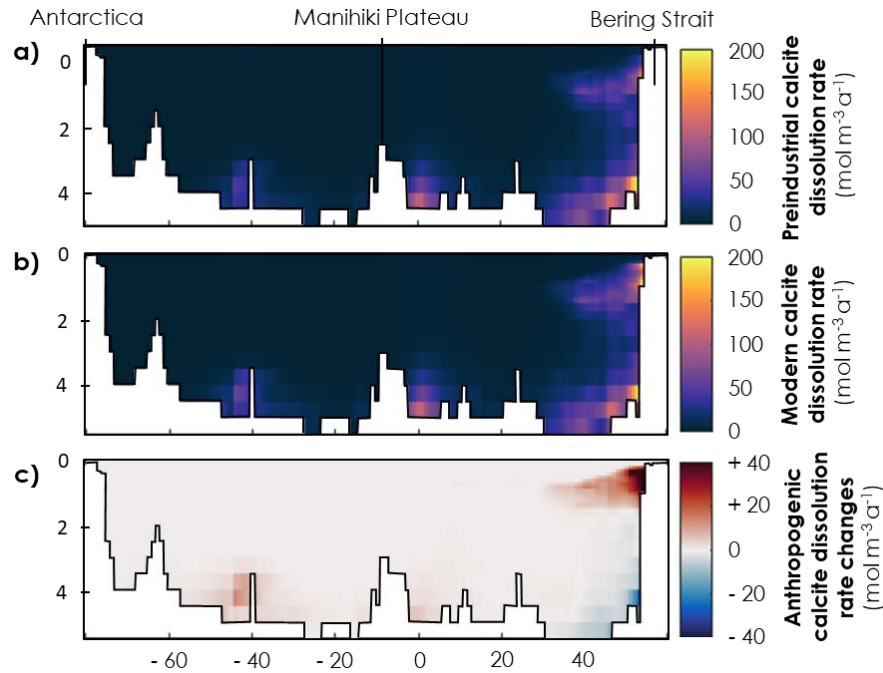 Antarctica Manihiki Plateau Bering Strait
a)
0
2
4
200
150
100
50
0
Preindustrial calcite
dissolution rate
(mol m-3 a-1)
b)
0
2
4
200
150
100
50
0
Modern calcite
dissolution rate
(mol m-3 a-1)
c)
0
2
4
+ 40
+ 20
0
- 20
- 40
Anthropogenic
calcite dissolution
rate changes
(mol m-3 a-1)
- 60 - 40 - 20 0 20 40